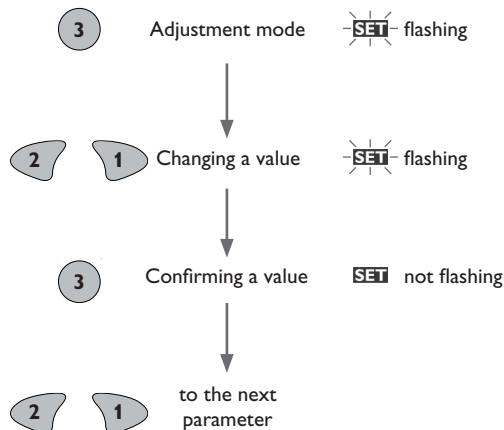 3 Adjustment mode SET flashing
2 1 Changing a value SET flashing
3 Confirming a value SET not flashing
to the next
2 1 parameter